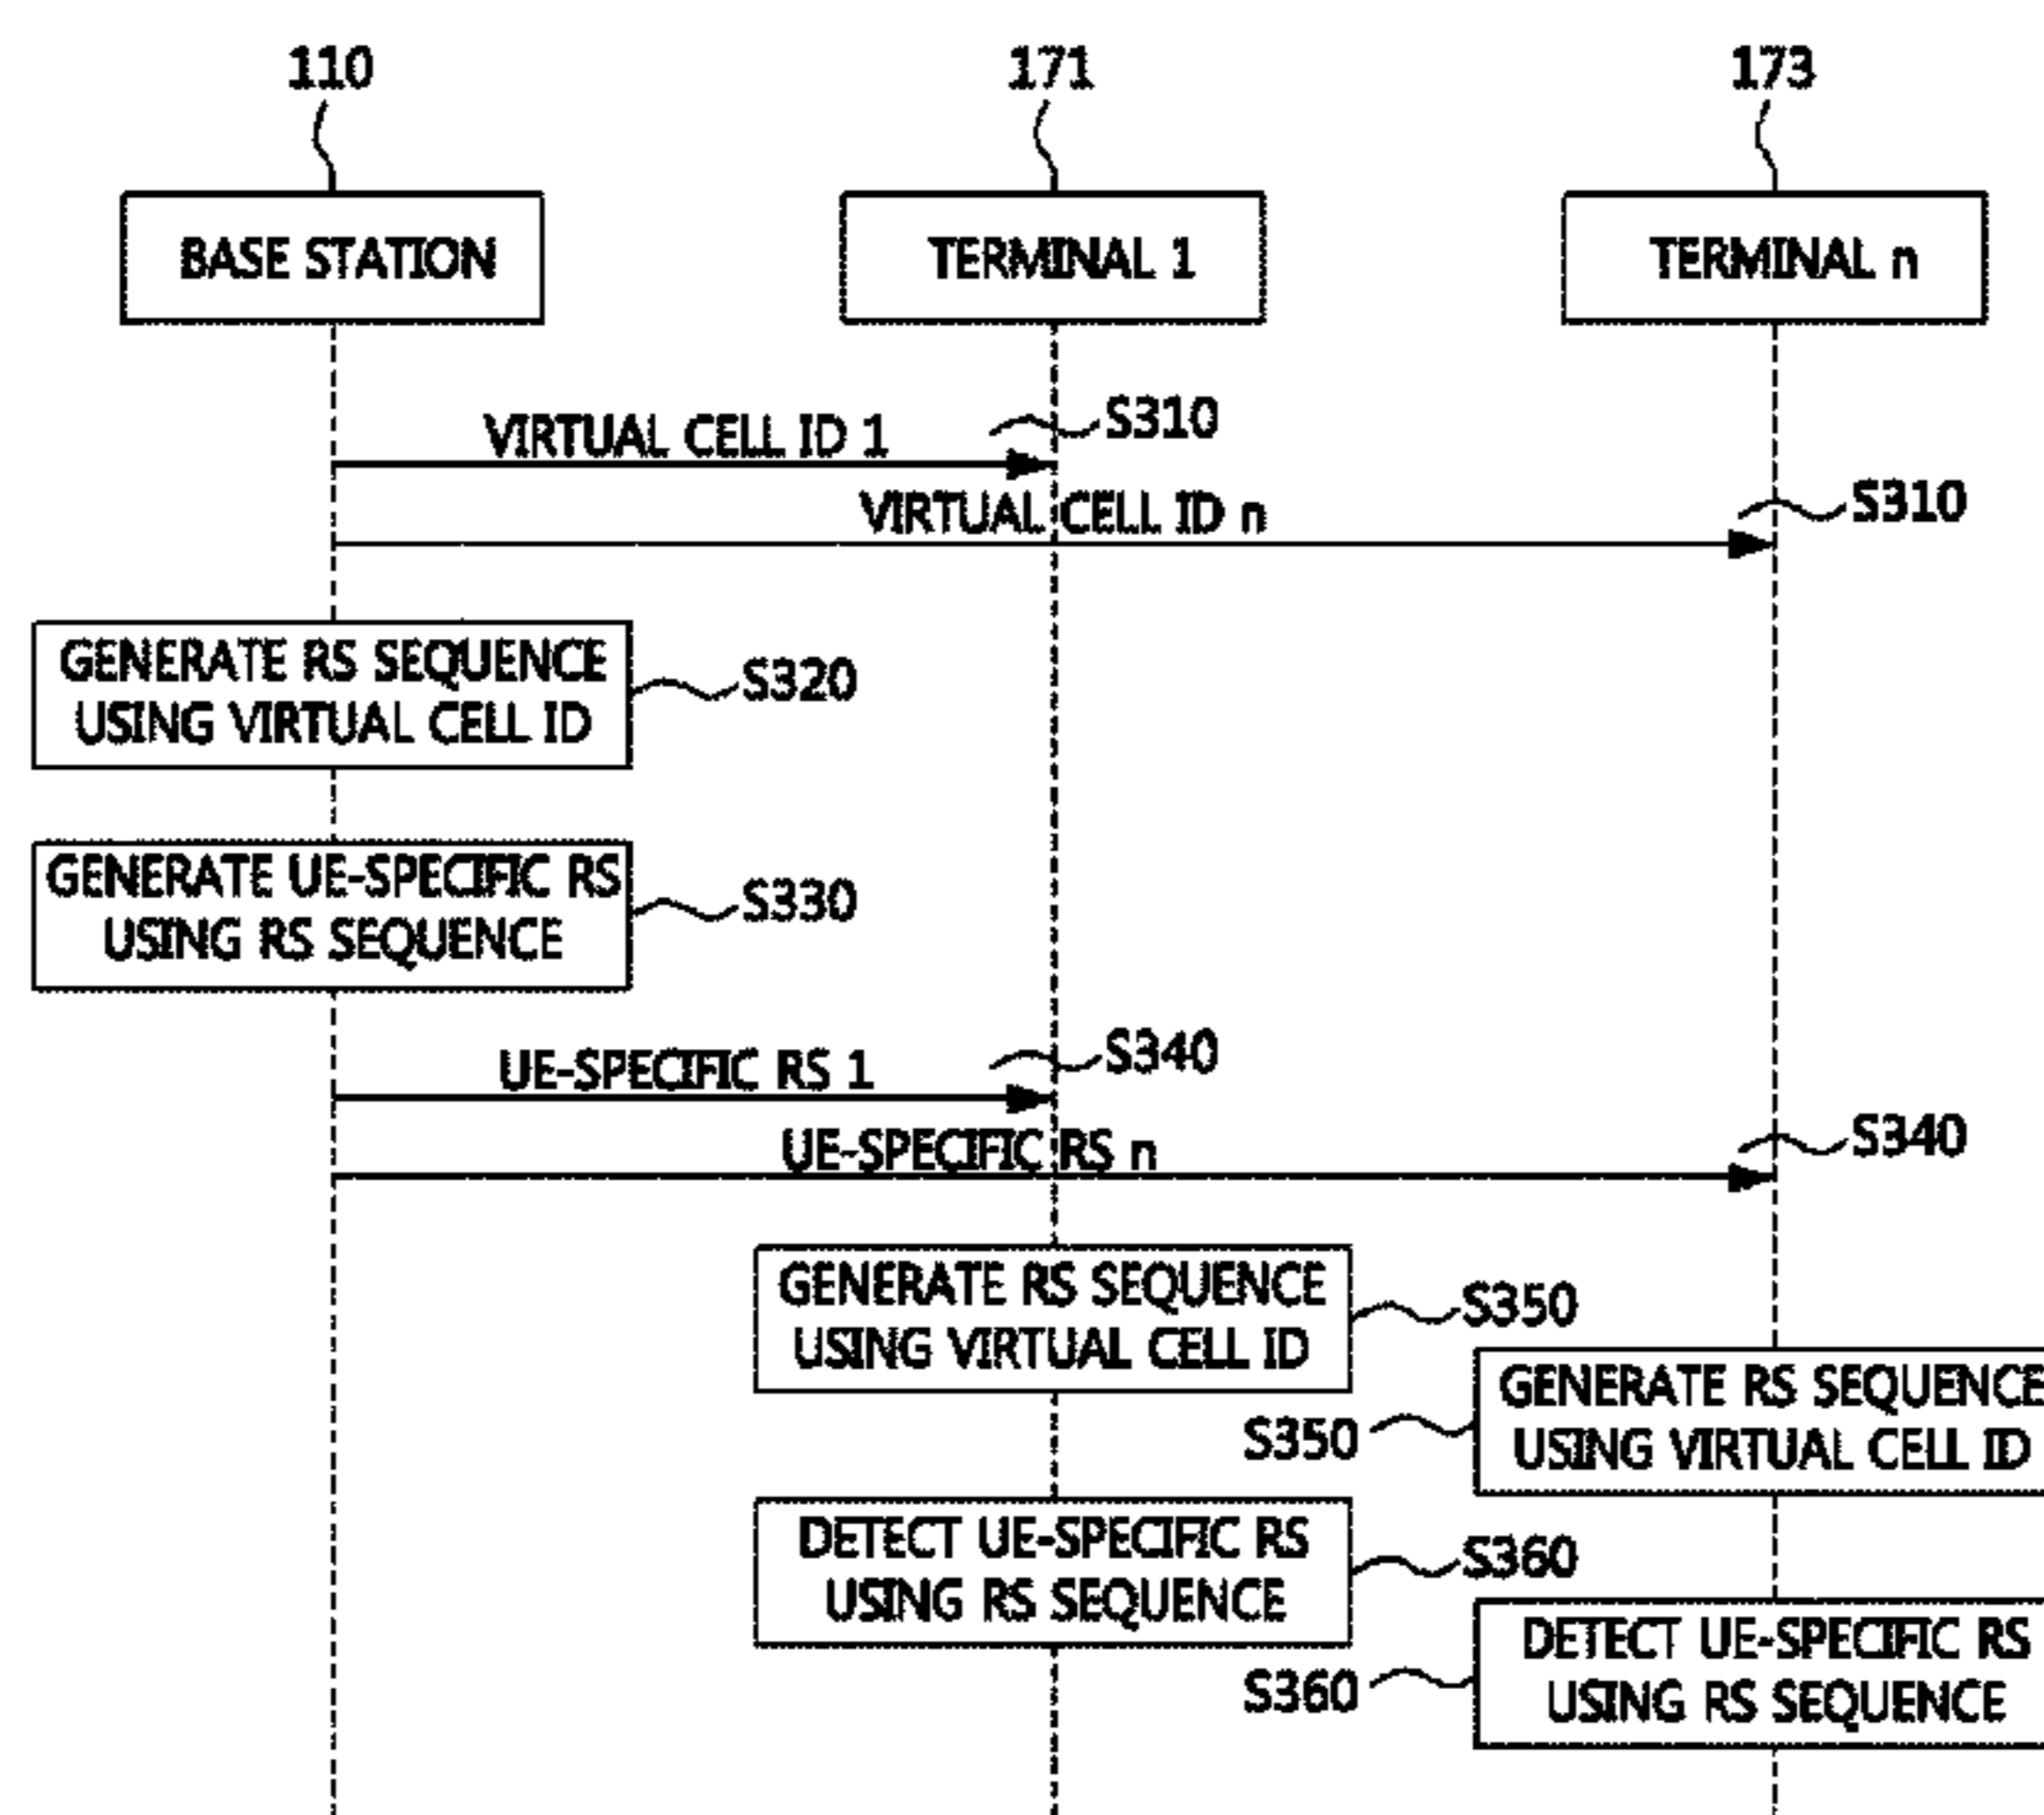 110
171
173
BASE STATION
TERMINAL 1
TERMINAL n
VIRTUAL CELL ID 1
S310
VIRTUAL CELL ID n
S310
GENERATE RS SEQUENCE
USING VIRTUAL CELL ID
S320
GENERATE UE-SPECIFIC RS
USING RS SEQUENCE
S330
UE-SPECIFIC RS 1
S340
UE-SPECIFIC RS n
S340
GENERATE RS SEQUENCE
USING VIRTUAL CELL ID
S350
GENERATE RS SEQUENCE
USING VIRTUAL CELL ID
S350
DETECT UE-SPECIFIC RS
USING RS SEQUENCE
S360
DETECT UE-SPECIFIC RS
USING RS SEQUENCE
S360